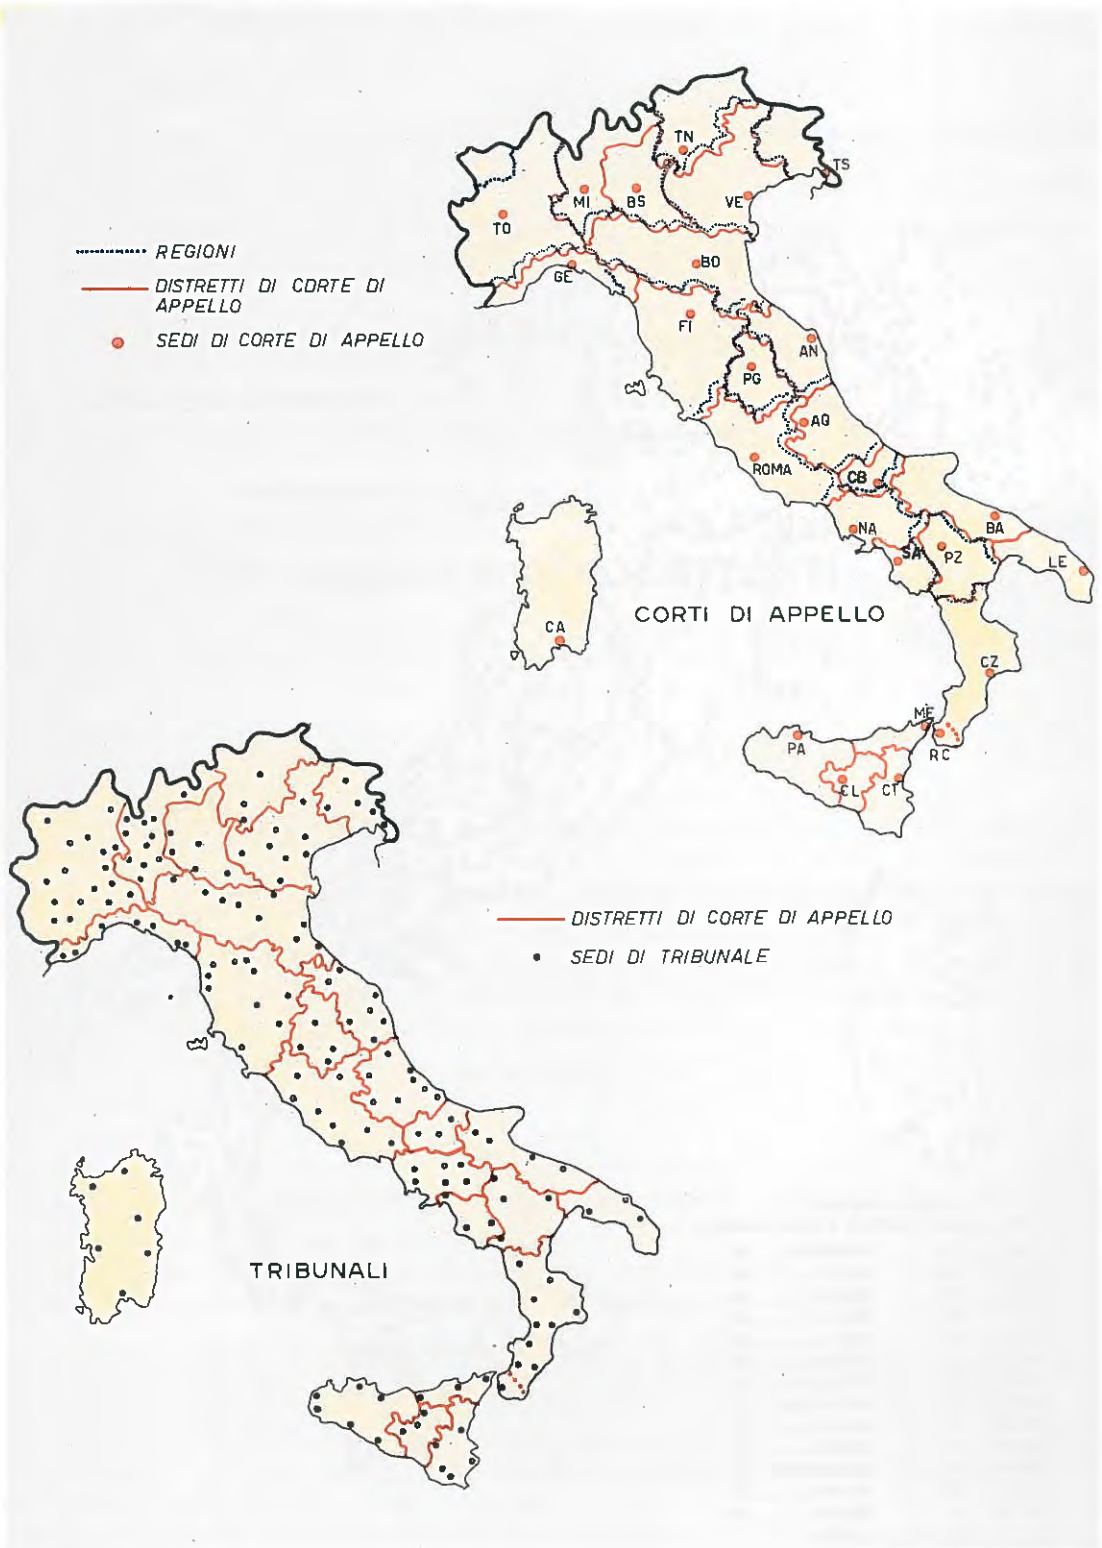 TN
TS
MI
BS
VE
TO
REGIONI
BO
GE
DISTRETTI DI CORTE DI
APPELLO
FI
SEDI DI CORTE DI APPELLO
AN
PG
AQ
ROMA
CB
NA
BA
SA
PZ
LE
CORTI DI APPELLO
CA
CZ
ME
PA
RC
CL
CT
DISTRETTI DI CORTE DI APPELLO
SEDI DI TRIBUNALE
TRIBUNALI